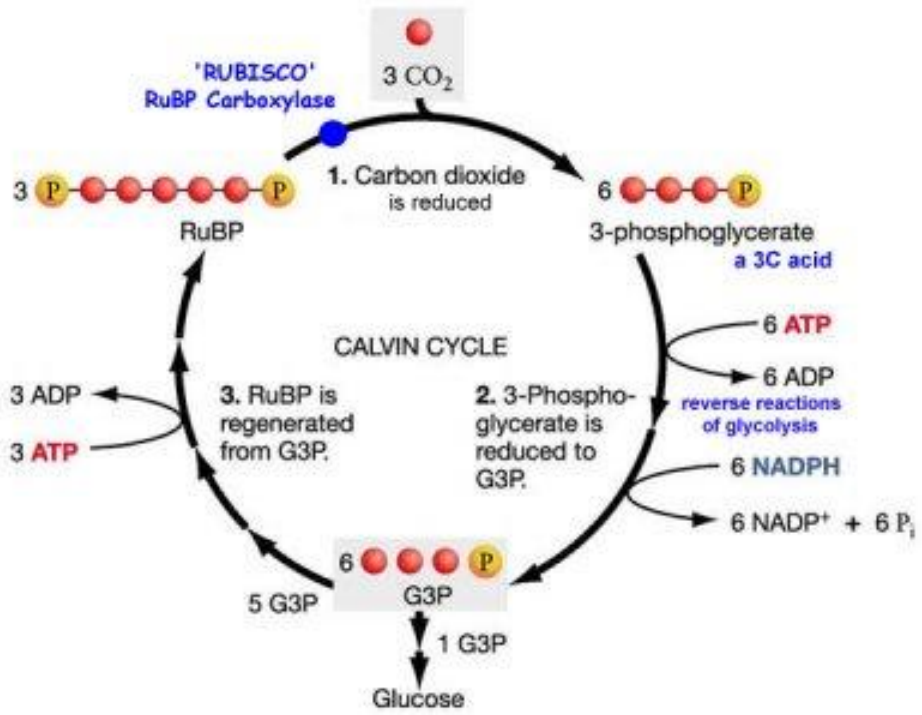 'RUBISCO'
RuBP Carboxylase
3 CO₂
3 P P
RuBP
1. Carbon dioxide
is reduced
6 P
3-phosphoglycerate
a 3C acid
CALVIN CYCLE
6 ATP
6 ADP
reverse reactions
of glycolysis
6 NADPH
6 NADP⁺ + 6 Pᵢ
2. 3-Phospho-
glycerate is
reduced to
G3P.
3. RuBP is
regenerated
from G3P.
3 ADP
3 ATP
6 P
G3P
5 G3P
1 G3P
Glucose